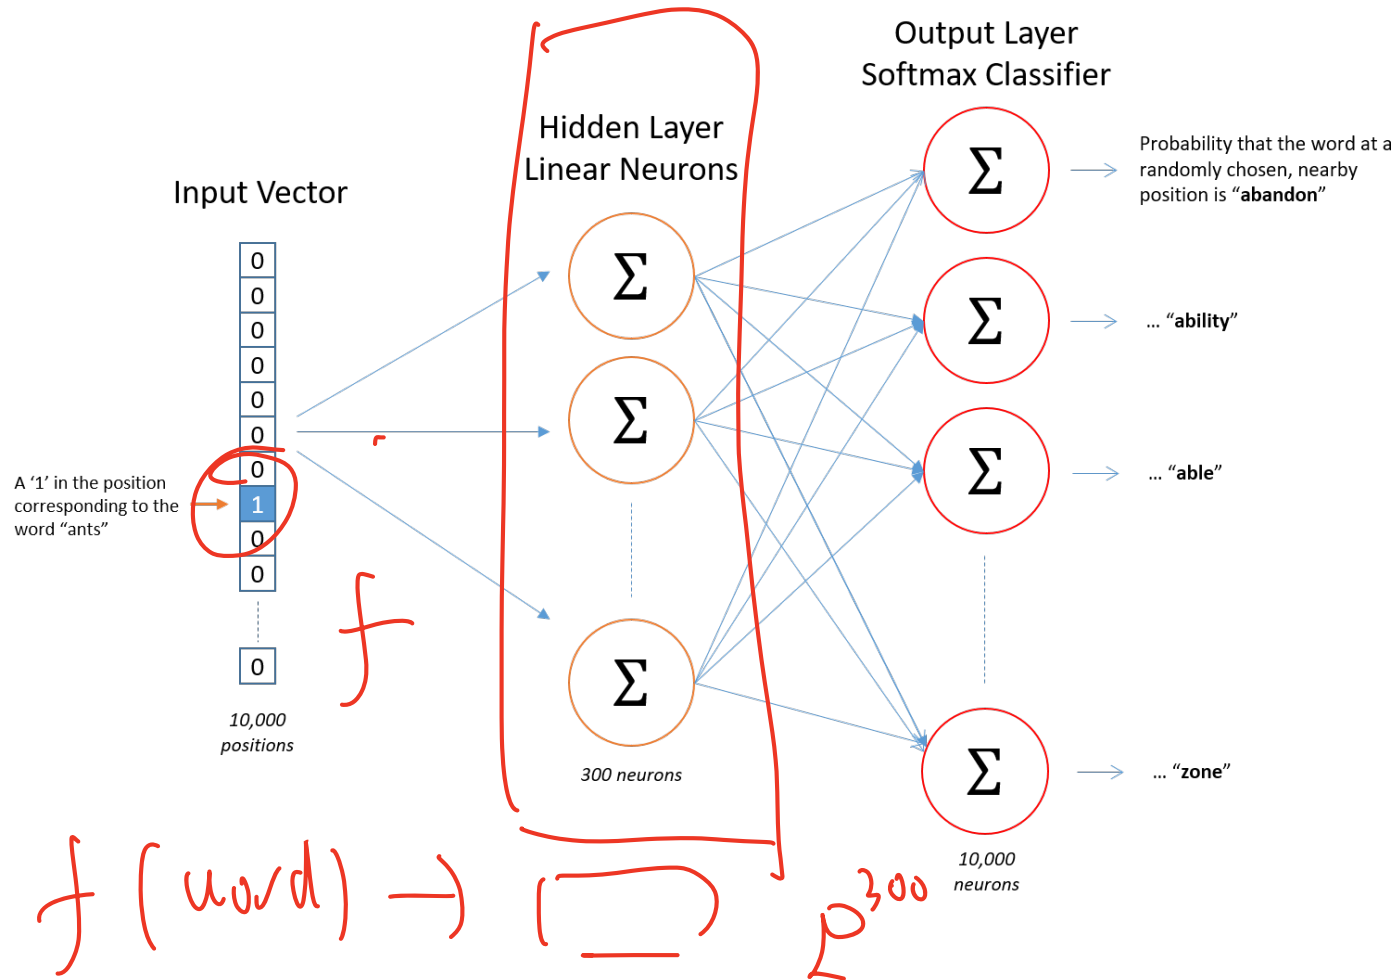 Output Layer
Softmax Classifier
Hidden Layer
Linear Neurons
Input Vector
Probability that the word at a
randomly chosen, nearby
position is “abandon”
Σ
Σ
Σ
Σ
Σ
Σ
Σ
... “ability”
... “able”
... “zone”
0
0
0
0
0
0
0
1
0
0
0
A ‘1’ in the position
corresponding to the
word “ants”
10,000
positions
300 neurons
10,000
neurons
f
f (word) → ( ) R^300